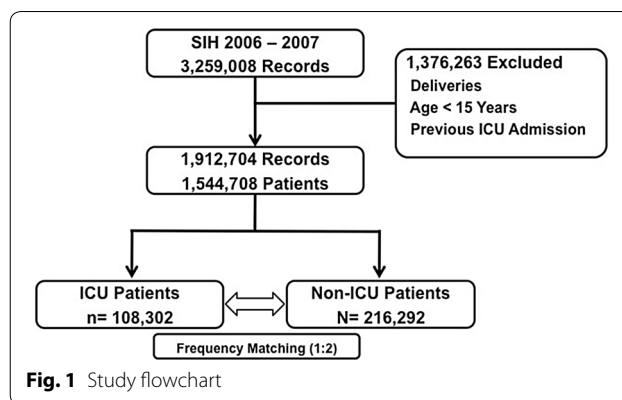 SIH 2006 – 2007
3,259,008 Records
1,376,263 Excluded
Deliveries
Age < 15 Years
Previous ICU Admission
1,912,704 Records
1,544,708 Patients
ICU Patients
n= 108,302
Non-ICU Patients
N= 216,292
Frequency Matching (1:2)
Fig. 1 Study flowchart